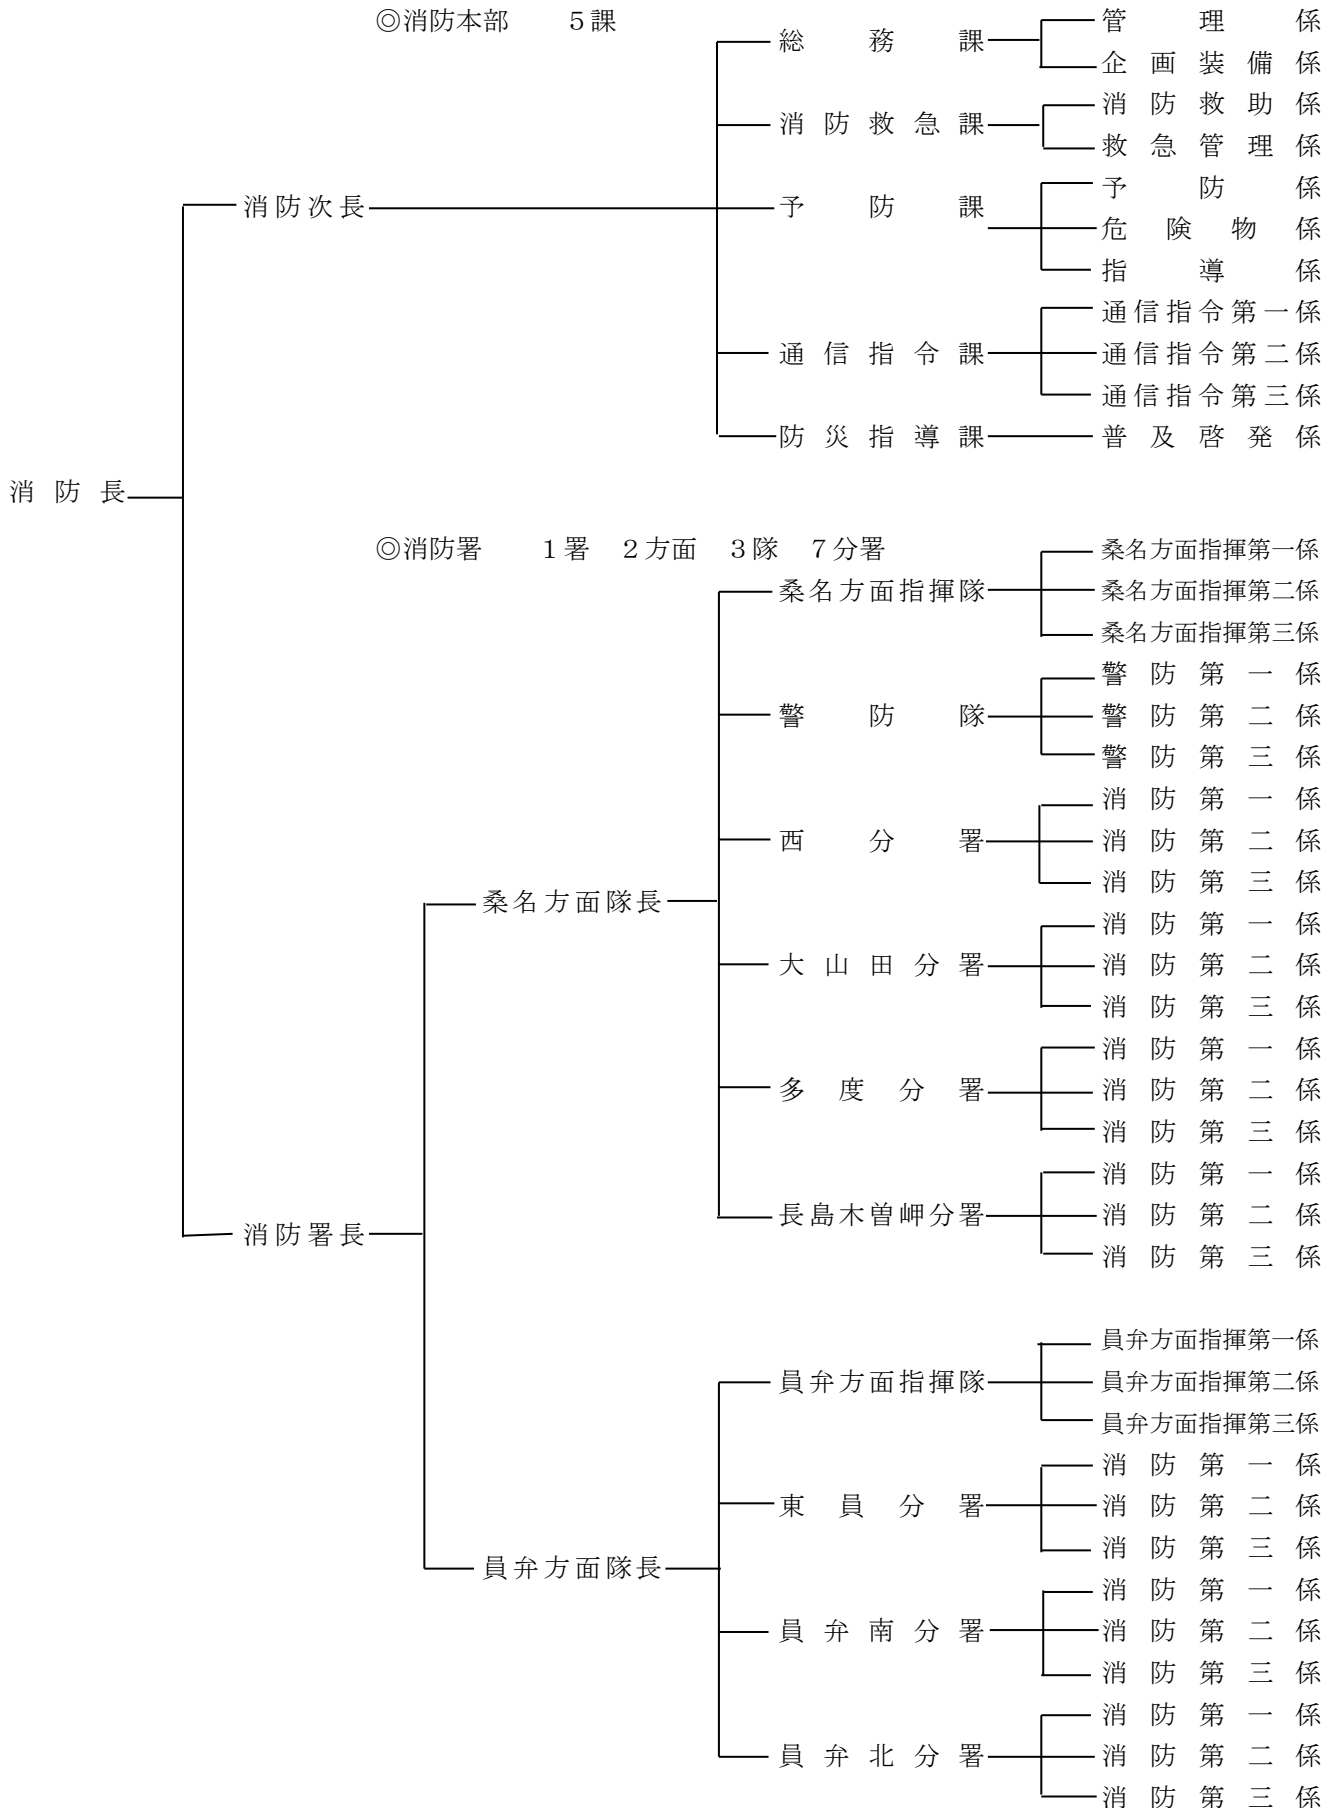 ◎消防本部　　５課
総務課
管理係
企画装備係
消防救急課
消防救助係
救急管理係
消防次長
予防課
予防係
危険物係
指導係
通信指令課
通信指令第一係
通信指令第二係
通信指令第三係
防災指導課
普及啓発係
消防長
◎消防署　　１署　２方面　３隊　７分署
桑名方面指揮隊
桑名方面指揮第一係
桑名方面指揮第二係
桑名方面指揮第三係
警防隊
警防第一係
警防第二係
警防第三係
西分署
消防第一係
消防第二係
消防第三係
桑名方面隊長
大山田分署
消防第一係
消防第二係
消防第三係
多度分署
消防第一係
消防第二係
消防第三係
長島木曽岬分署
消防第一係
消防第二係
消防第三係
消防署長
員弁方面指揮隊
員弁方面指揮第一係
員弁方面指揮第二係
員弁方面指揮第三係
東員分署
消防第一係
消防第二係
消防第三係
員弁方面隊長
員弁南分署
消防第一係
消防第二係
消防第三係
員弁北分署
消防第一係
消防第二係
消防第三係